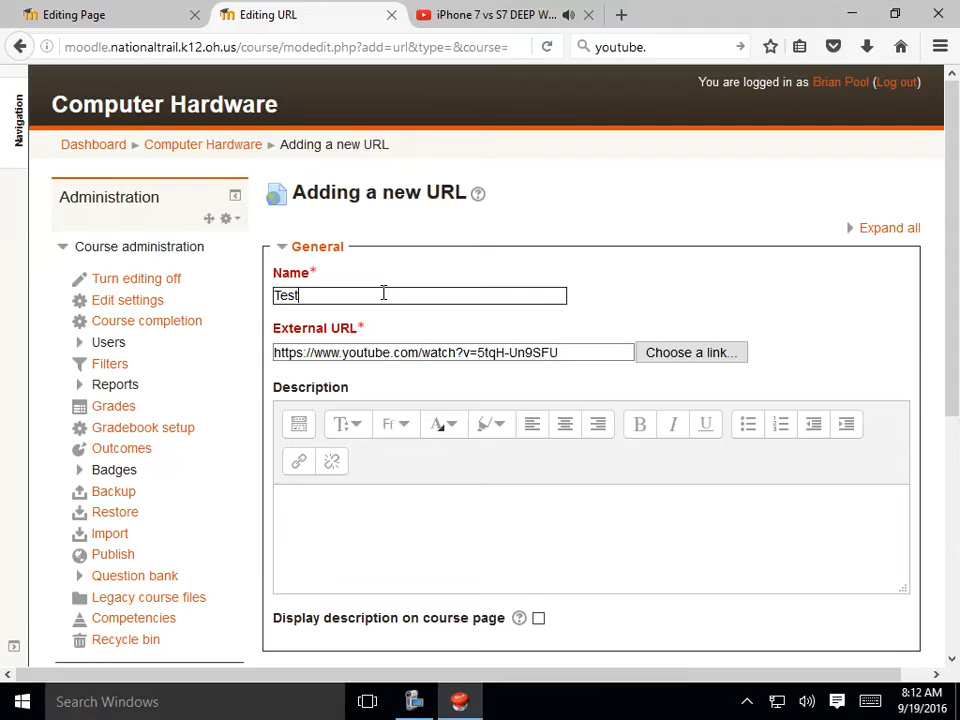 Editing Page
Editing URL
iPhone 7 vs S7 DEEP W...
moodle.nationaltrail.k12.oh.us/course/modedit.php?add=url&type=&course=
youtube.
Navigation
You are logged in as Brian Pool (Log out)
Computer Hardware
Dashboard ► Computer Hardware ► Adding a new URL
Administration
Adding a new URL
Expand all
Course administration
General
Turn editing off
Name*
Edit settings
Test
Course completion
External URL*
Users
https://www.youtube.com/watch?v=5tqH-Un9SFU
Choose a link...
Filters
Reports
Description
Grades
Gradebook setup
Outcomes
Badges
Backup
Restore
Import
Publish
Question bank
Legacy course files
Competencies
Display description on course page
Recycle bin
Search Windows
8:12 AM
9/19/2016